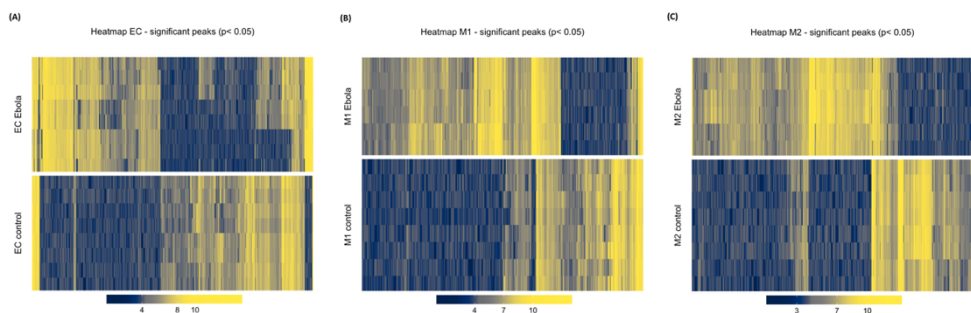 (A)
Heatmap EC - significant peaks (p< 0.05)
EC Ebola
EC control
4 8 10
(B)
Heatmap M1 - significant peaks (p< 0.05)
M1 Ebola
M1 control
4 7 10
(C)
Heatmap M2 - significant peaks (p< 0.05)
M2 Ebola
M2 control
3 7 10